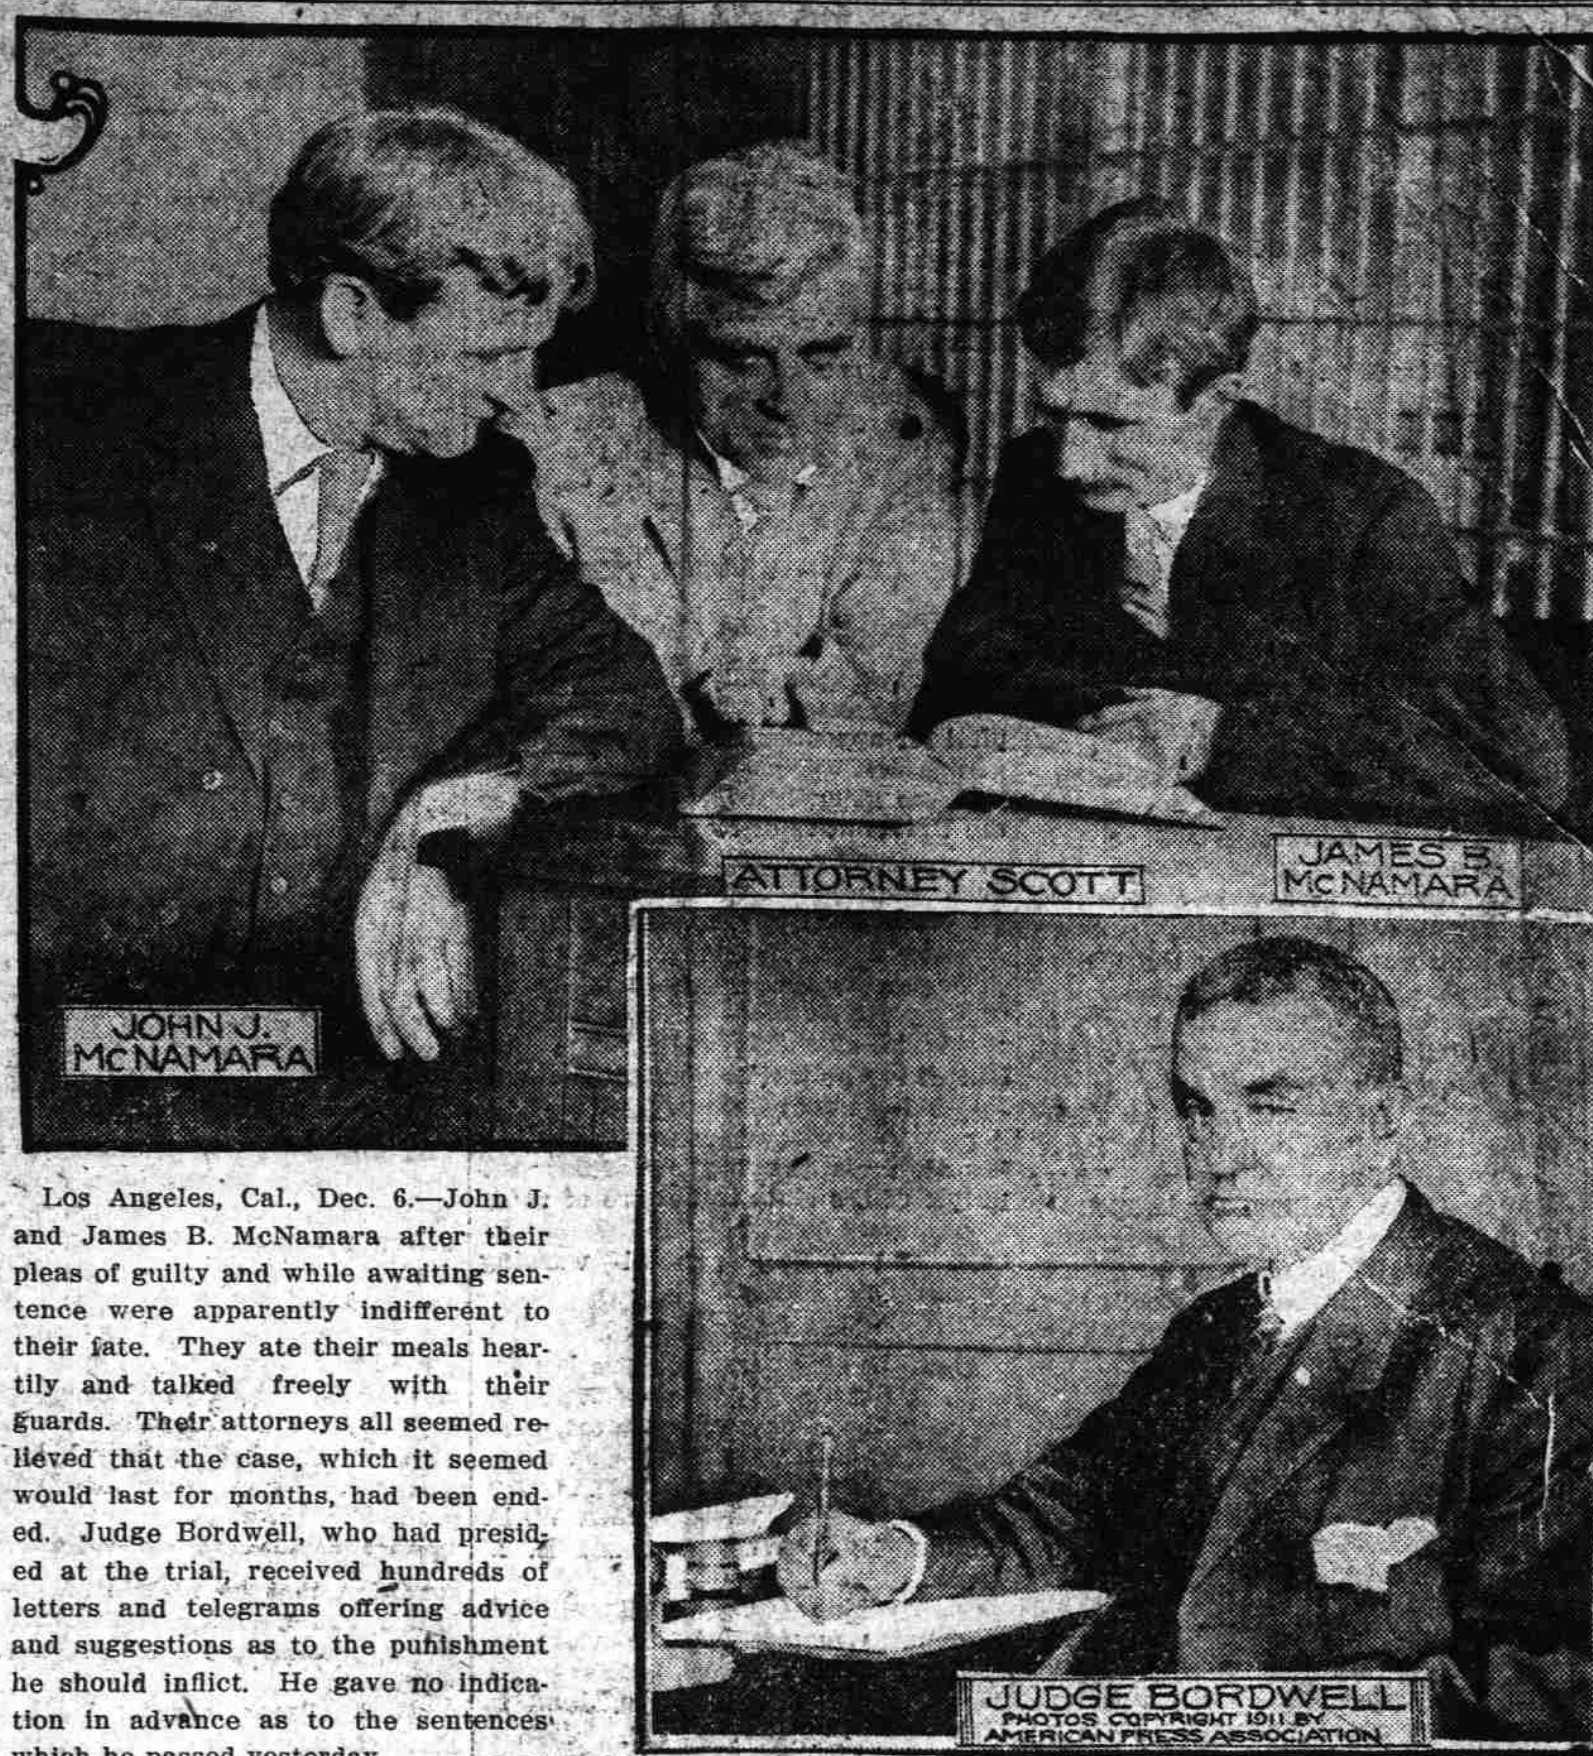 ATTORNEY SCOTT
JAMES B.
MCNAMARA
JOHN J.
MCNAMARA
Los Angeles, Cal., Dec. 6.—John J.
and James B. McNamara after their
pleas of guilty and while awaiting sen-
tence were apparently indifferent to
their fate. They ate their meals hear-
tily and talked freely with their
guards. Their attorneys all seemed re-
lieved that the case, which it seemed
would last for months, had been end-
ed. Judge Bordwell, who had presid-
ed at the trial, received hundreds of
letters and telegrams offering advice
and suggestions as to the punishment
he should inflict. He gave no indica-
tion in advance as to the sentences
which he passed yesterday
JUDGE BORDWELL
PHOTOS COPYRIGHT 1911 BY
AMERICAN PRESS ASSOCIATION